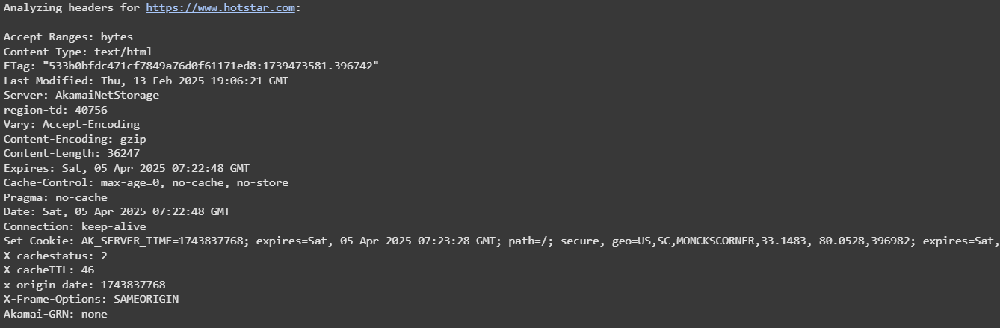 Analyzing headers for https://www.hotstar.com:
Accept-Ranges: bytes
Content-Type: text/html
ETag: "533b0bfdc471cf7849a76d0f61171ed8:1739473581.396742"
Last-Modified: Thu, 13 Feb 2025 19:06:21 GMT
Server: AkamaiNetStorage
region-td: 40756
Vary: Accept-Encoding
Content-Encoding: gzip
Content-Length: 36247
Expires: Sat, 05 Apr 2025 07:22:48 GMT
Cache-Control: max-age=0, no-cache, no-store
Pragma: no-cache
Date: Sat, 05 Apr 2025 07:22:48 GMT
Connection: keep-alive
Set-Cookie: AK_SERVER_TIME=1743837768; expires=Sat, 05-Apr-2025 07:23:28 GMT; path=/; secure, geo=US,SC,MONCKSCORNER,33.1483,-80.0528,396982; expires=Sat,
X-cachestatus: 2
X-cacheTTL: 46
x-origin-date: 1743837768
X-Frame-Options: SAMEORIGIN
Akamai-GRN: none